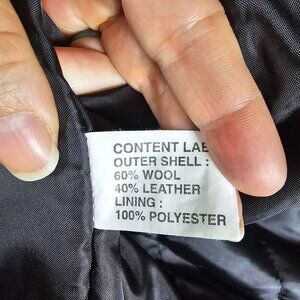 CONTENT LAB
OUTER SHELL :
60% WOOL
40% LEATHER
LINING :
100% POLYESTER